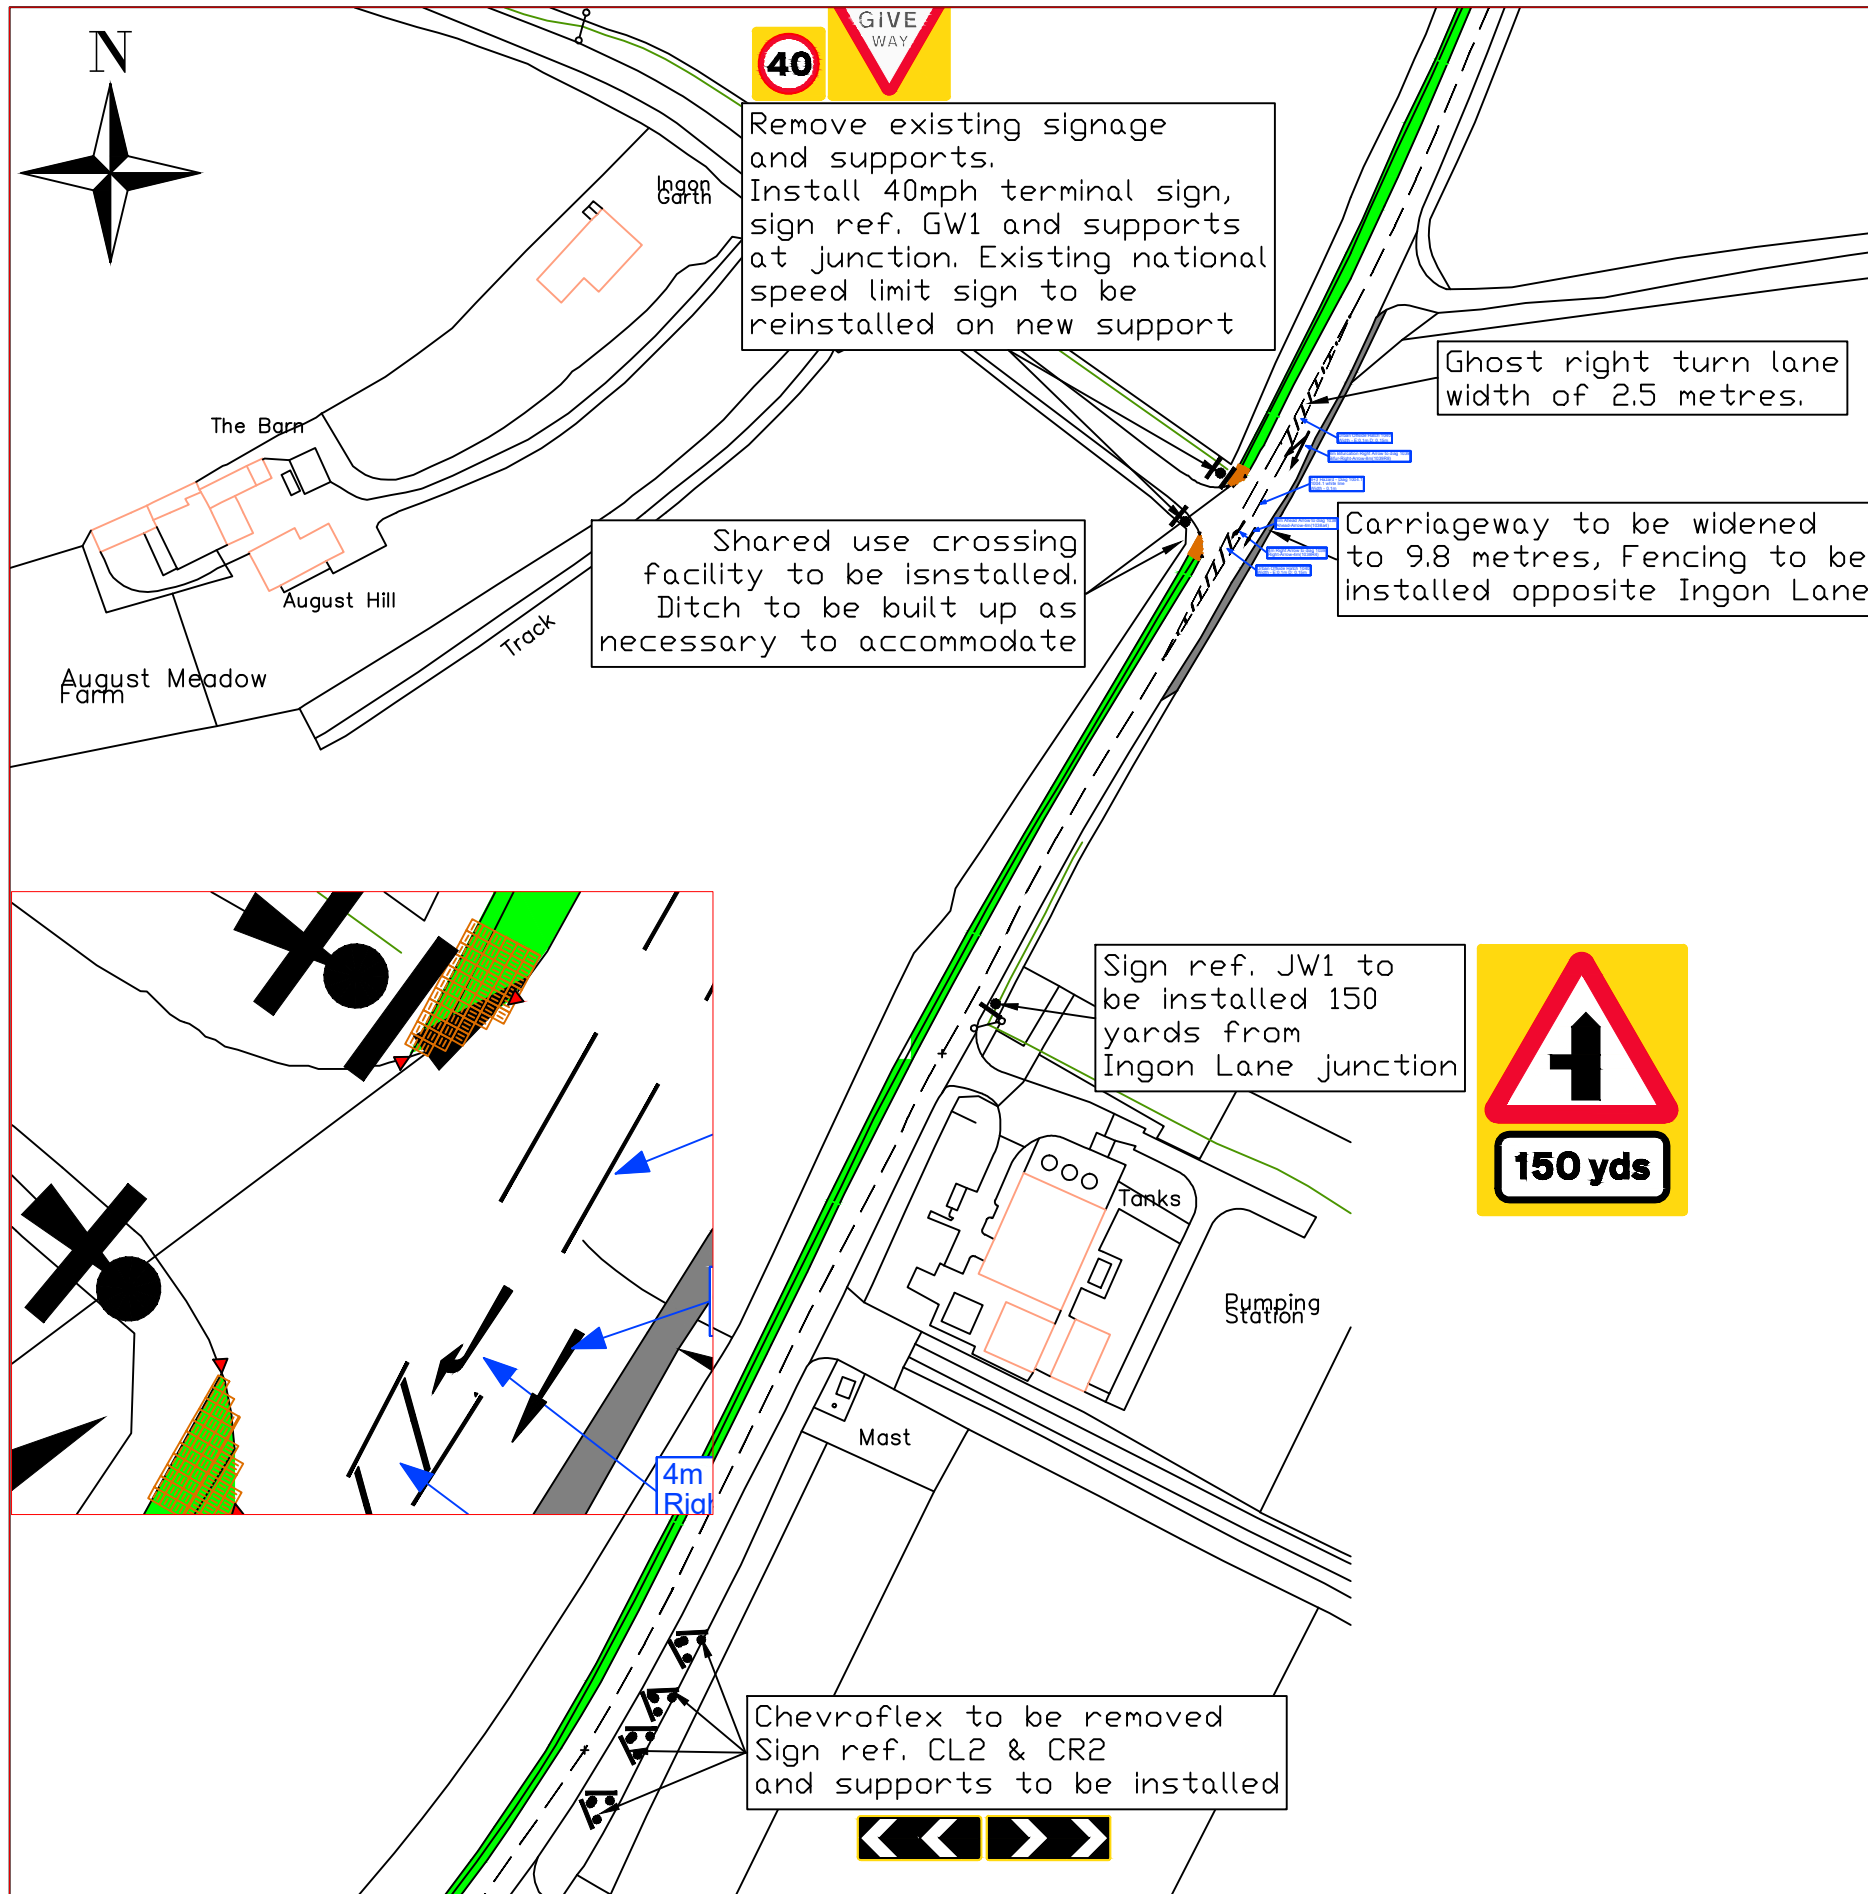 N
GIVE
WAY
40
Remove existing signage
and supports.
Install 40mph terminal sign,
sign ref. GW1 and supports
at junction. Existing national
speed limit sign to be
reinstalled on new support
Ingon
Garth
Ghost right turn lane
width of 2.5 metres.
The Barn
Shared use crossing
facility to be isnstalled.
Ditch to be built up as
necessary to accommodate
Carriageway to be widened
to 9.8 metres, Fencing to be
installed opposite Ingon Lane
August Hill
Track
August Meadow
Farm
Sign ref. JW1 to
be installed 150
yards from
Ingon Lane junction
150 yds
Tanks
Pumping
Station
Mast
4m
Chevroflex to be removed
Sign ref. CL2 & CR2
and supports to be installed